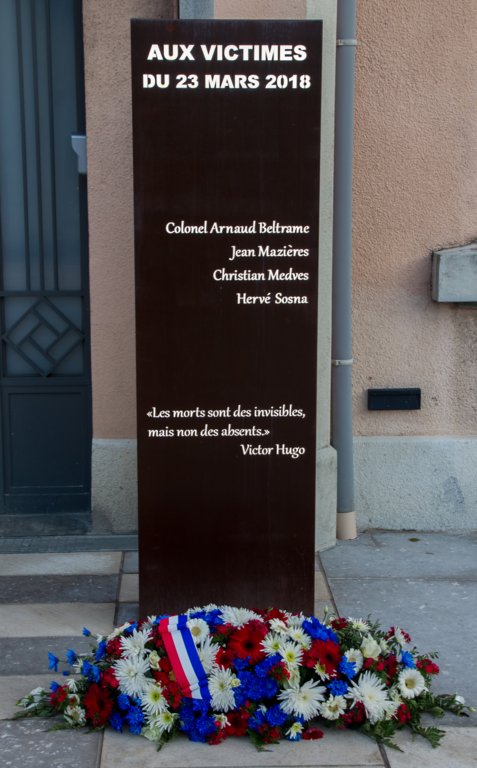 AUX VICTIMES
DU 23 MARS 2018
Colonel Arnaud Beltrame
Jean Mazières
Christian Medves
Hervé Sosna
«Les morts sont des invisibles,
mais non des absents.»
Victor Hugo